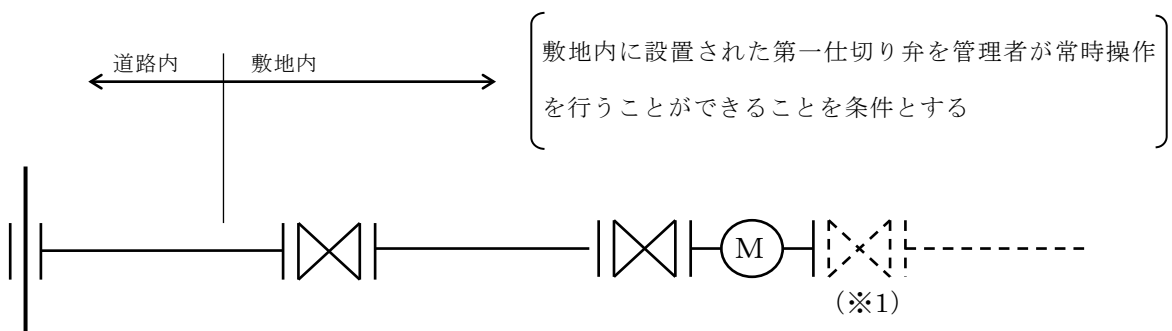 道路内
敷地内
敷地内に設置された第一仕切り弁を管理者が常時操作
を行うことができることを条件とする
M
(※1)